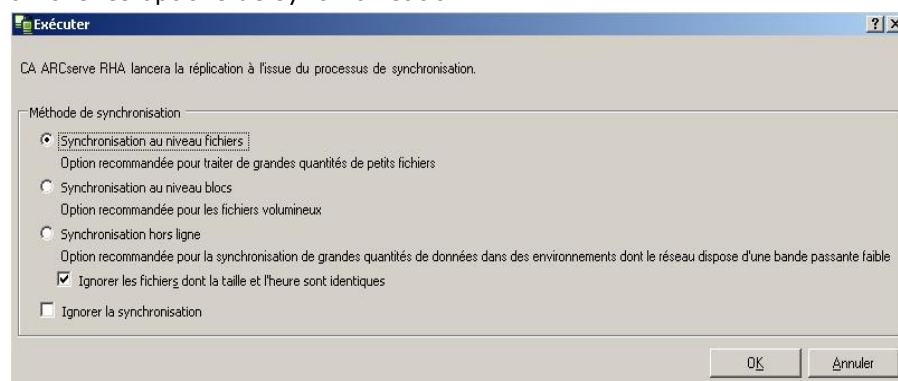 Exécuter
CA ARCserve RHA lancera la réplication à l'issue du processus de synchronisation.
Méthode de synchronisation
Synchronisation au niveau fichiers
Option recommandée pour traiter de grandes quantités de petits fichiers
Synchronisation au niveau blocs
Option recommandée pour les fichiers volumineux
Synchronisation hors ligne
Option recommandée pour la synchronisation de grandes quantités de données dans des environnements dont le réseau dispose d'une bande passante faible
Ignorer les fichiers dont la taille et l'heure sont identiques
Ignorer la synchronisation
OK Annuler